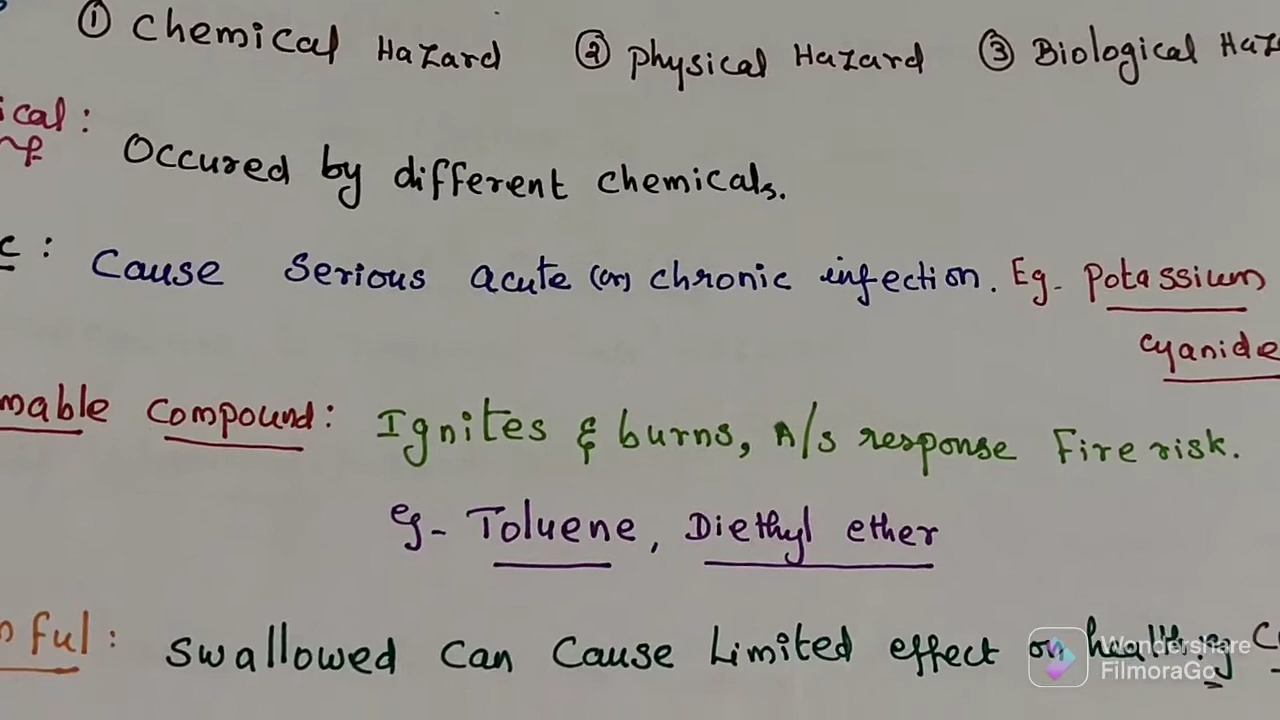 ① Chemical Hazard ② Physical Hazard ③ Biological Haz
ical:
Occured by different chemicals.
c: Cause Serious acute (or) chronic infection. Eg. Potassium
Cyanide
mable Compound: Ignites & burns, A/s response Fire risk.
eg- Toluene, Diethyl ether
ful: Swallowed Can Cause Limited effect on health
Wondershare
FilmoraGo